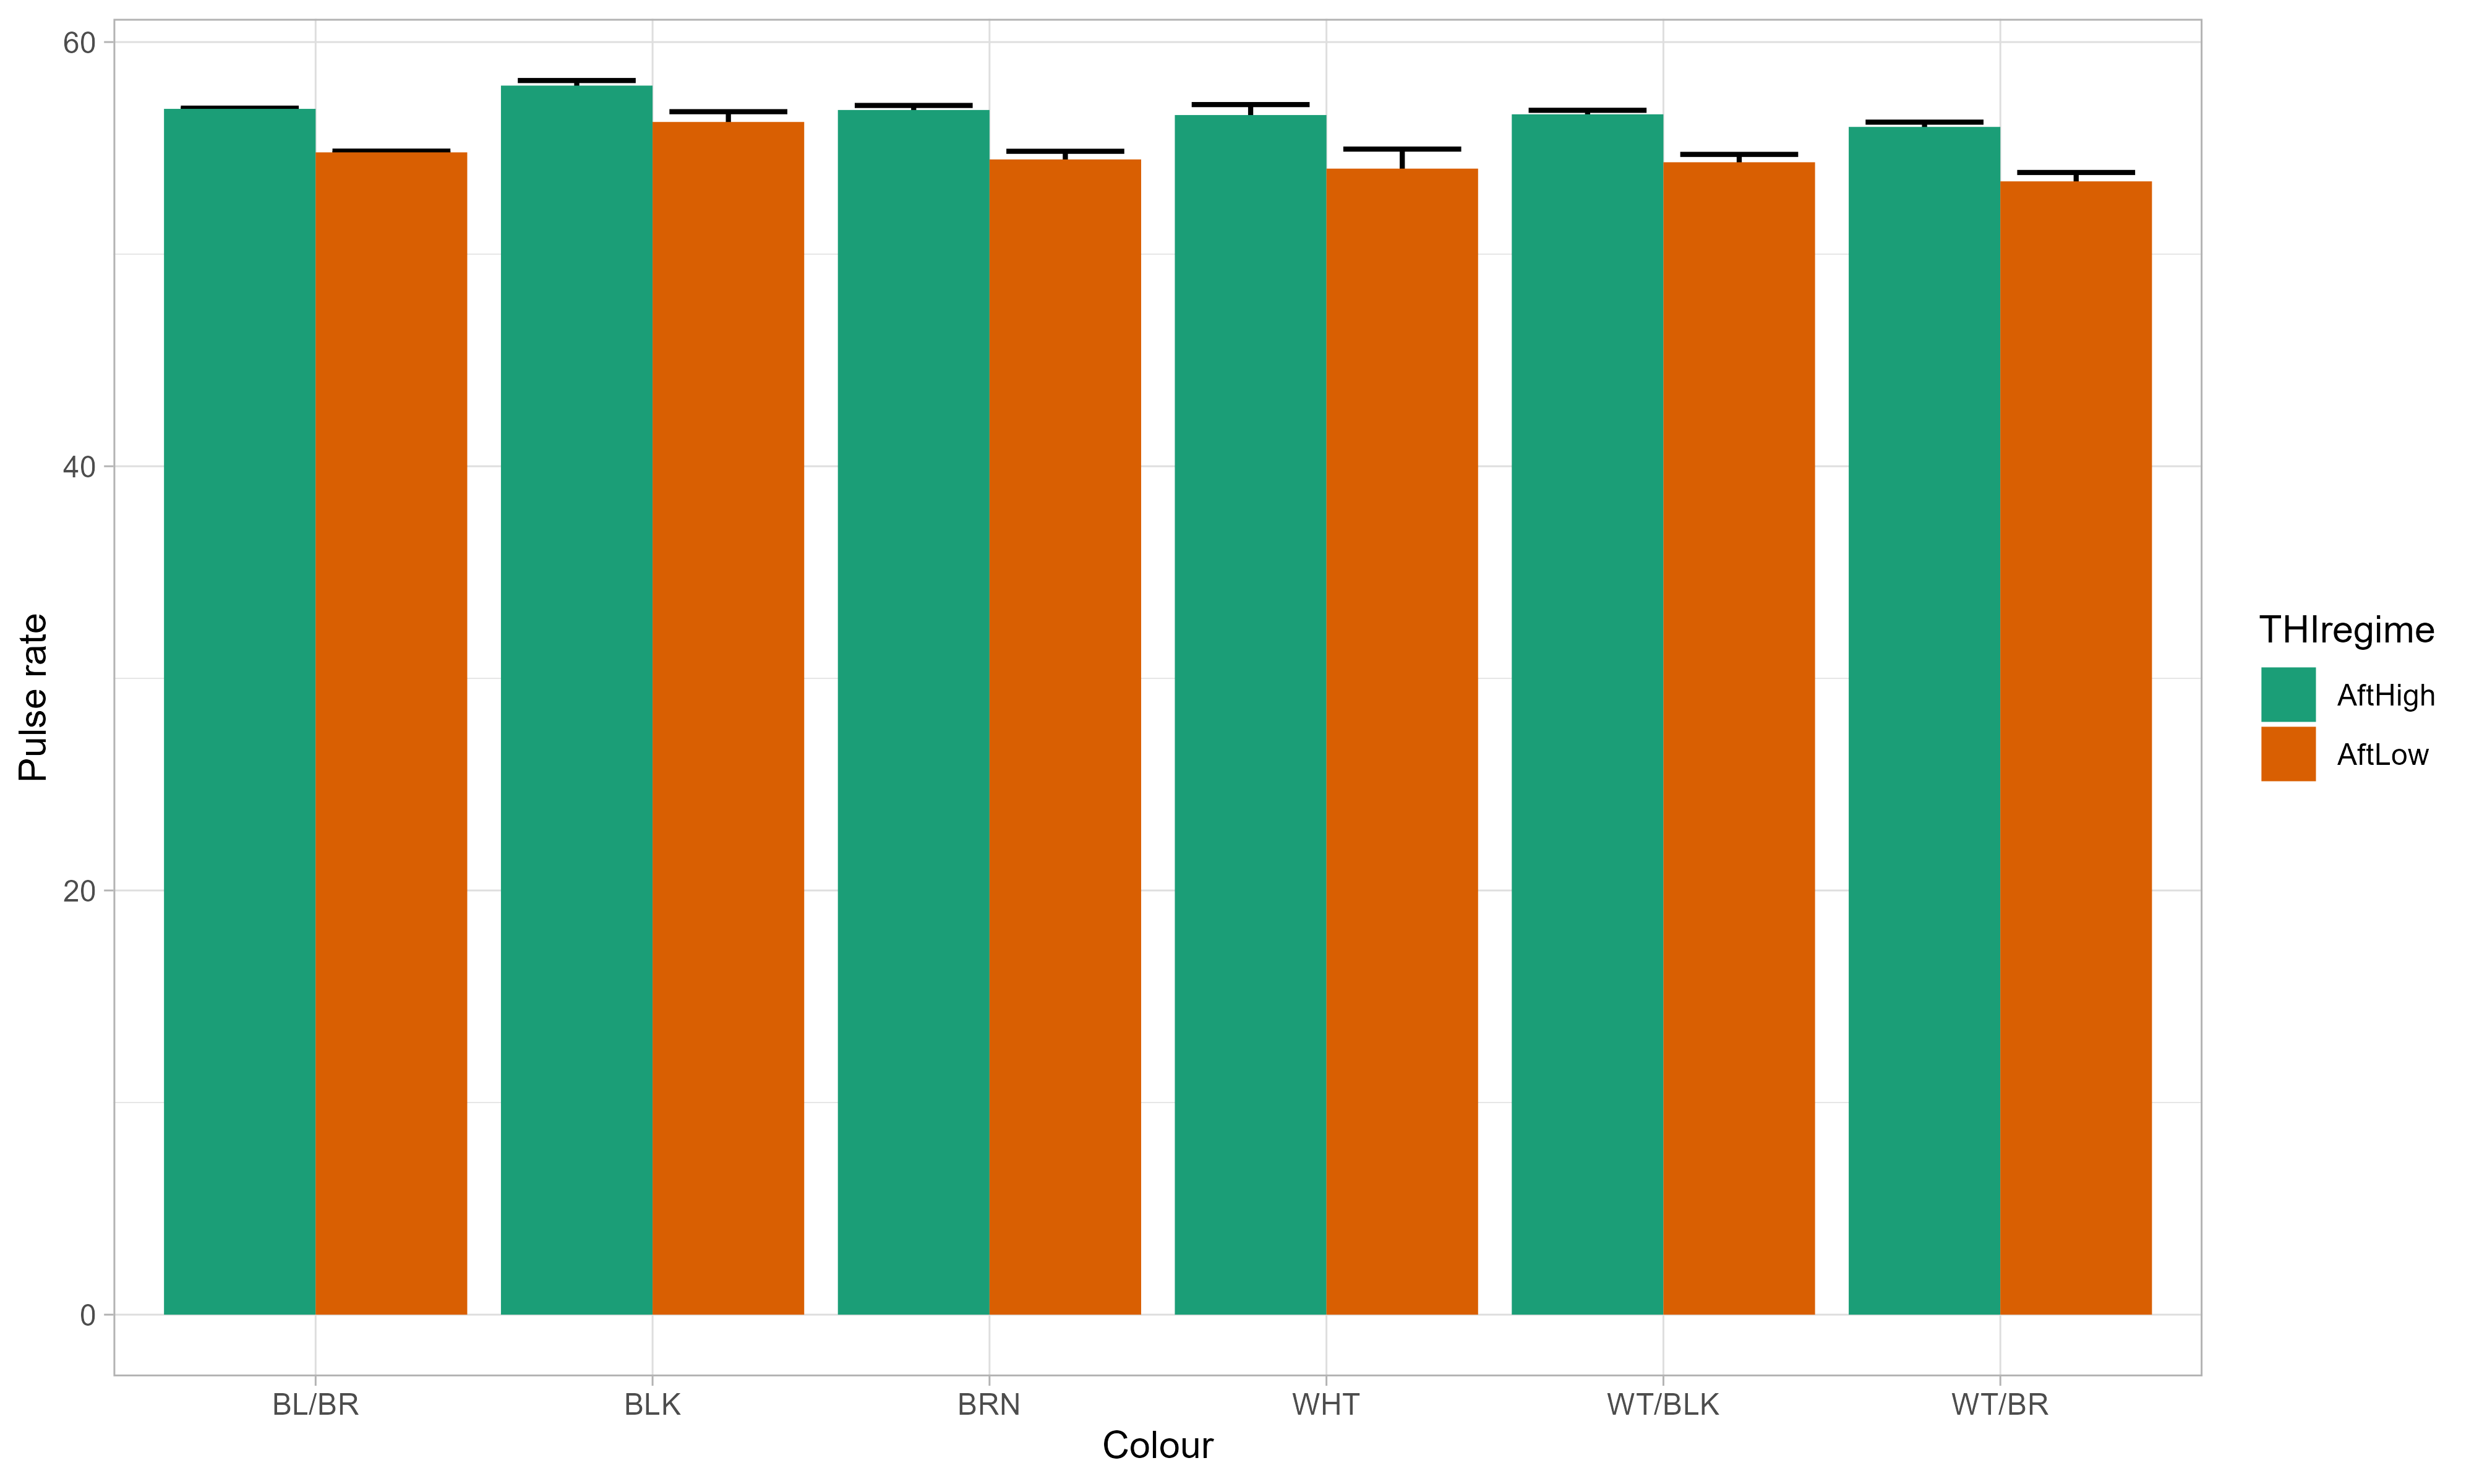 60
40
20
0
Pulse rate
BL/BR BLK BRN WHT WT/BLK WT/BR
Colour
THIregime
AftHigh
AftLow